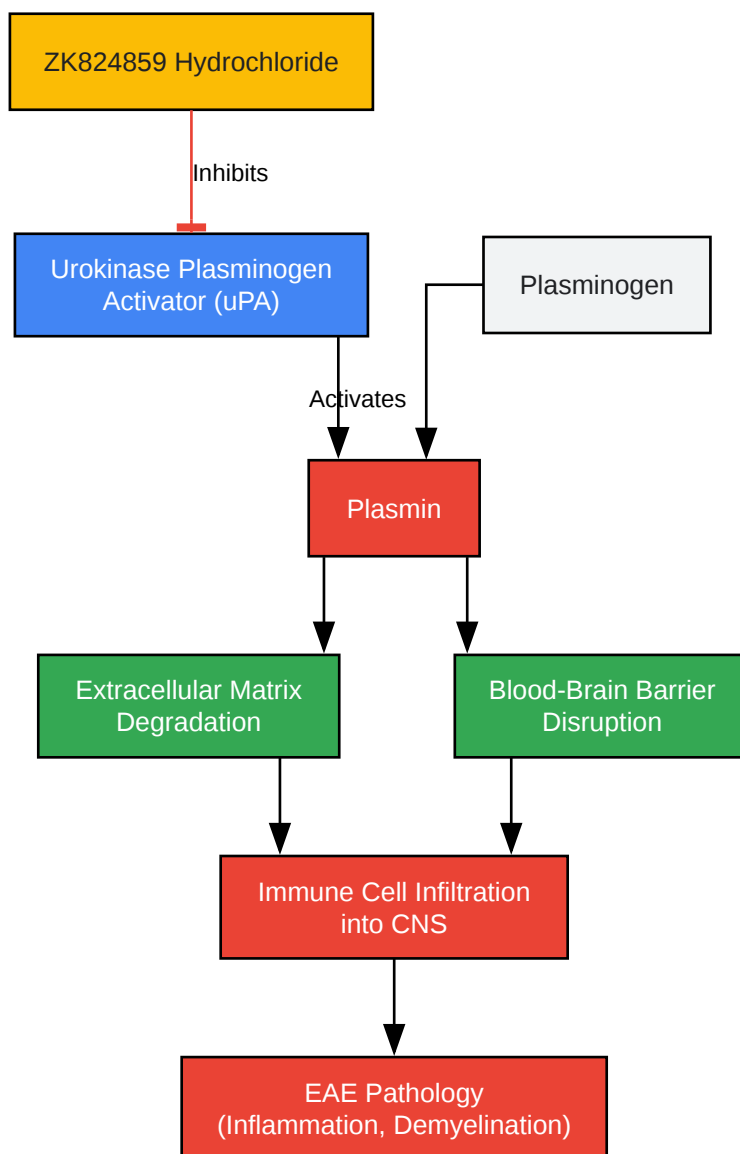 ZK824859 Hydrochloride
Inhibits
Urokinase Plasminogen
Activator (uPA)
Plasminogen
Activates
Plasmin
Extracellular Matrix
Degradation
Blood-Brain Barrier
Disruption
Immune Cell Infiltration
into CNS
EAE Pathology
(Inflammation, Demyelination)